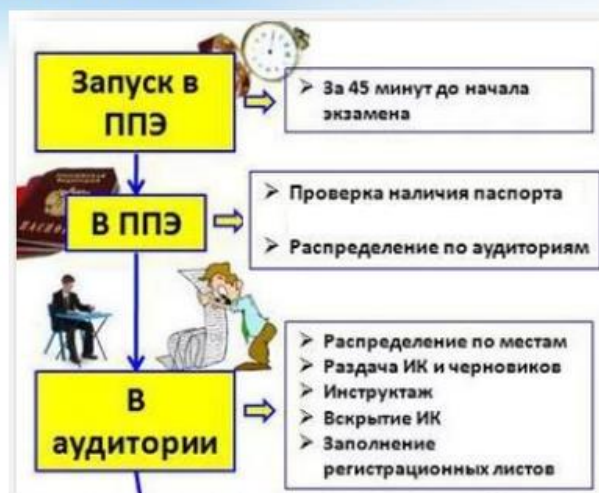 Запуск в
ППЭ
➢ За 45 минут до начала
экзамена
В ППЭ
➢ Проверка наличия паспорта
➢ Распределение по аудиториям
В
аудитории
➢ Распределение по местам
➢ Раздача ИК и черновиков
➢ Инструктаж
➢ Вскрытие ИК
➢ Заполнение
регистрационных листов